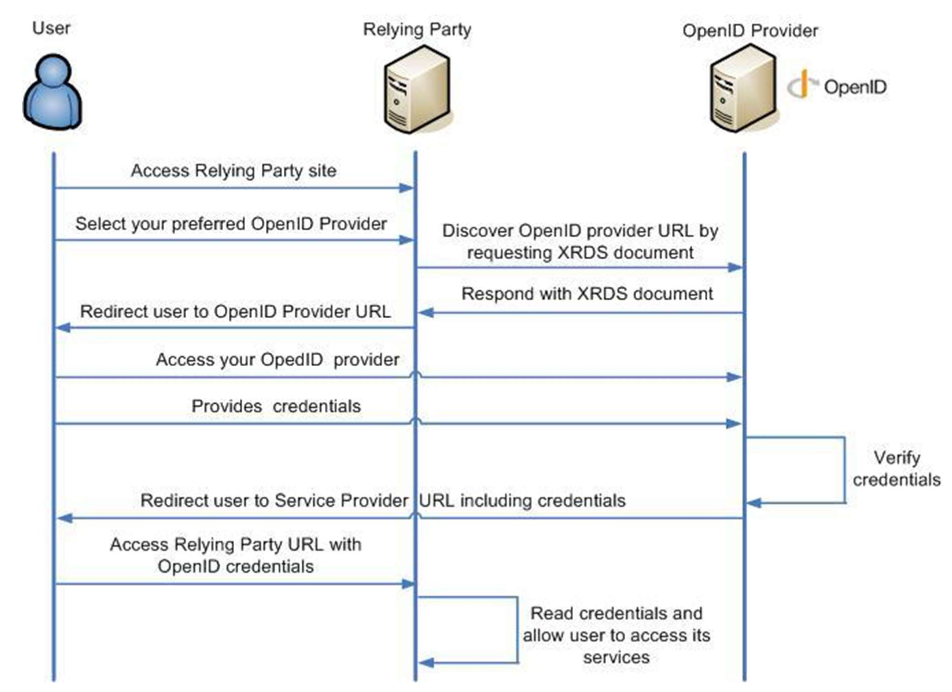 User
Relying Party
OpenID Provider
OpenID
Access Relying Party site
Select your preferred OpenID Provider
Discover OpenID provider URL by
requesting XRDS document
Respond with XRDS document
Redirect user to OpenID Provider URL
Access your OpedID provider
Provides credentials
Verify
credentials
Redirect user to Service Provider URL including credentials
Access Relying Party URL with
OpenID credentials
Read credentials and
allow user to access its
services